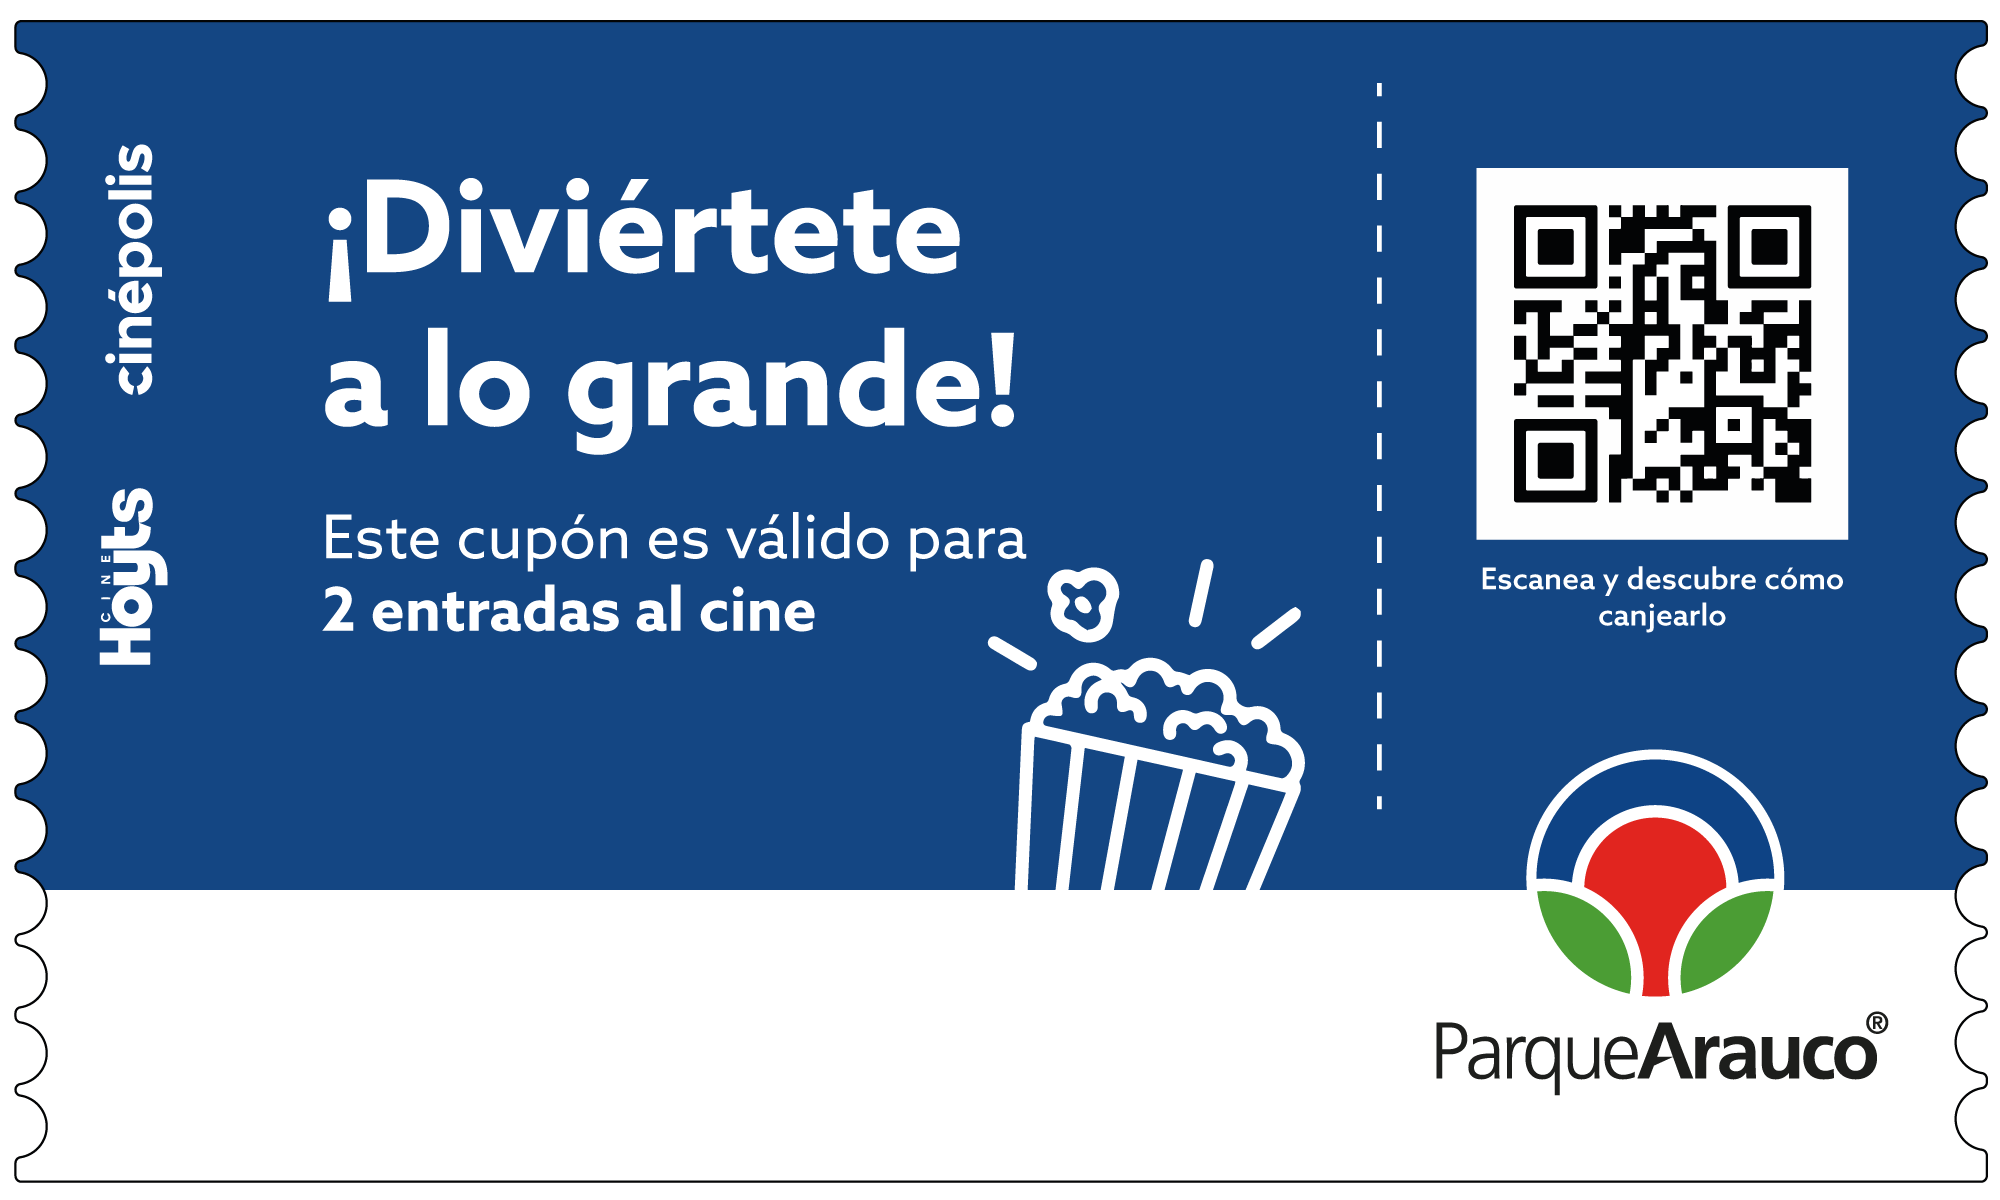 cinépolis
CINE
Hoyts
¡Diviértete
a lo grande!
Este cupón es válido para
2 entradas al cine
Escanea y descubre cómo
canjearlo
ParqueArauco®